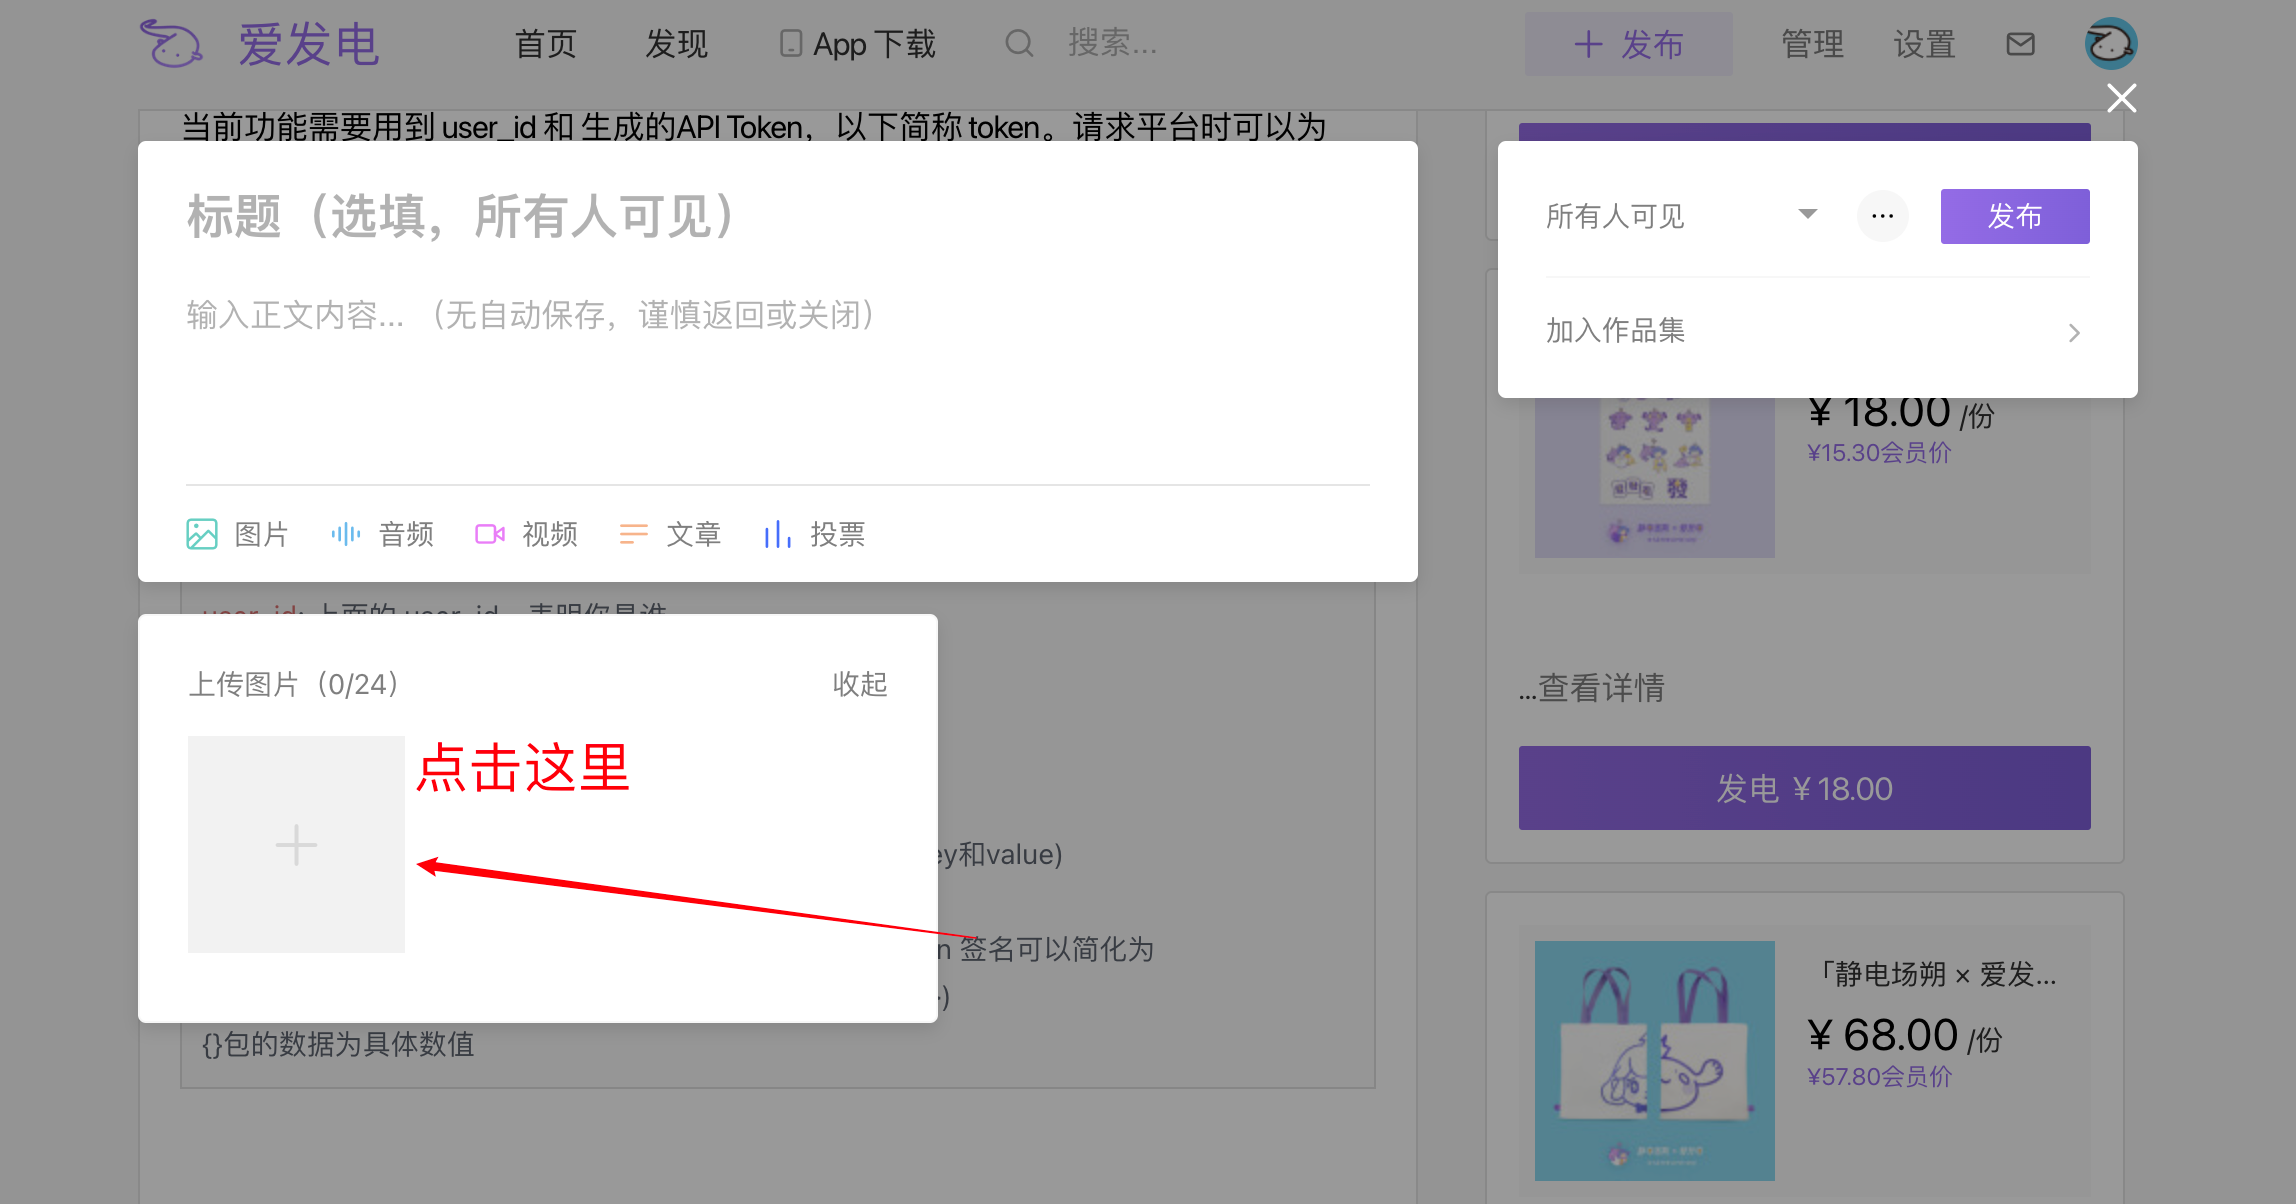 爱发电
首页
发现
App 下载
搜索...
发布
管理
设置
当前功能需要用到 user_id 和 生成的API Token，以下简称 token。请求平台时可以为
标题（选填，所有人可见）
输入正文内容... （无自动保存，谨慎返回或关闭）
图片
音频
视频
文章
投票
所有人可见
发布
加入作品集
¥ 18.00 /份
¥15.30会员价
user_id: 上面的 user_id，表明你是谁
上传图片（0/24）
收起
点击这里
...查看详情
发电 ¥ 18.00
ey和value)
n 签名可以简化为
)
{}包的数据为具体数值
「静电场朔 × 爱发...
¥ 68.00 /份
¥57.80会员价